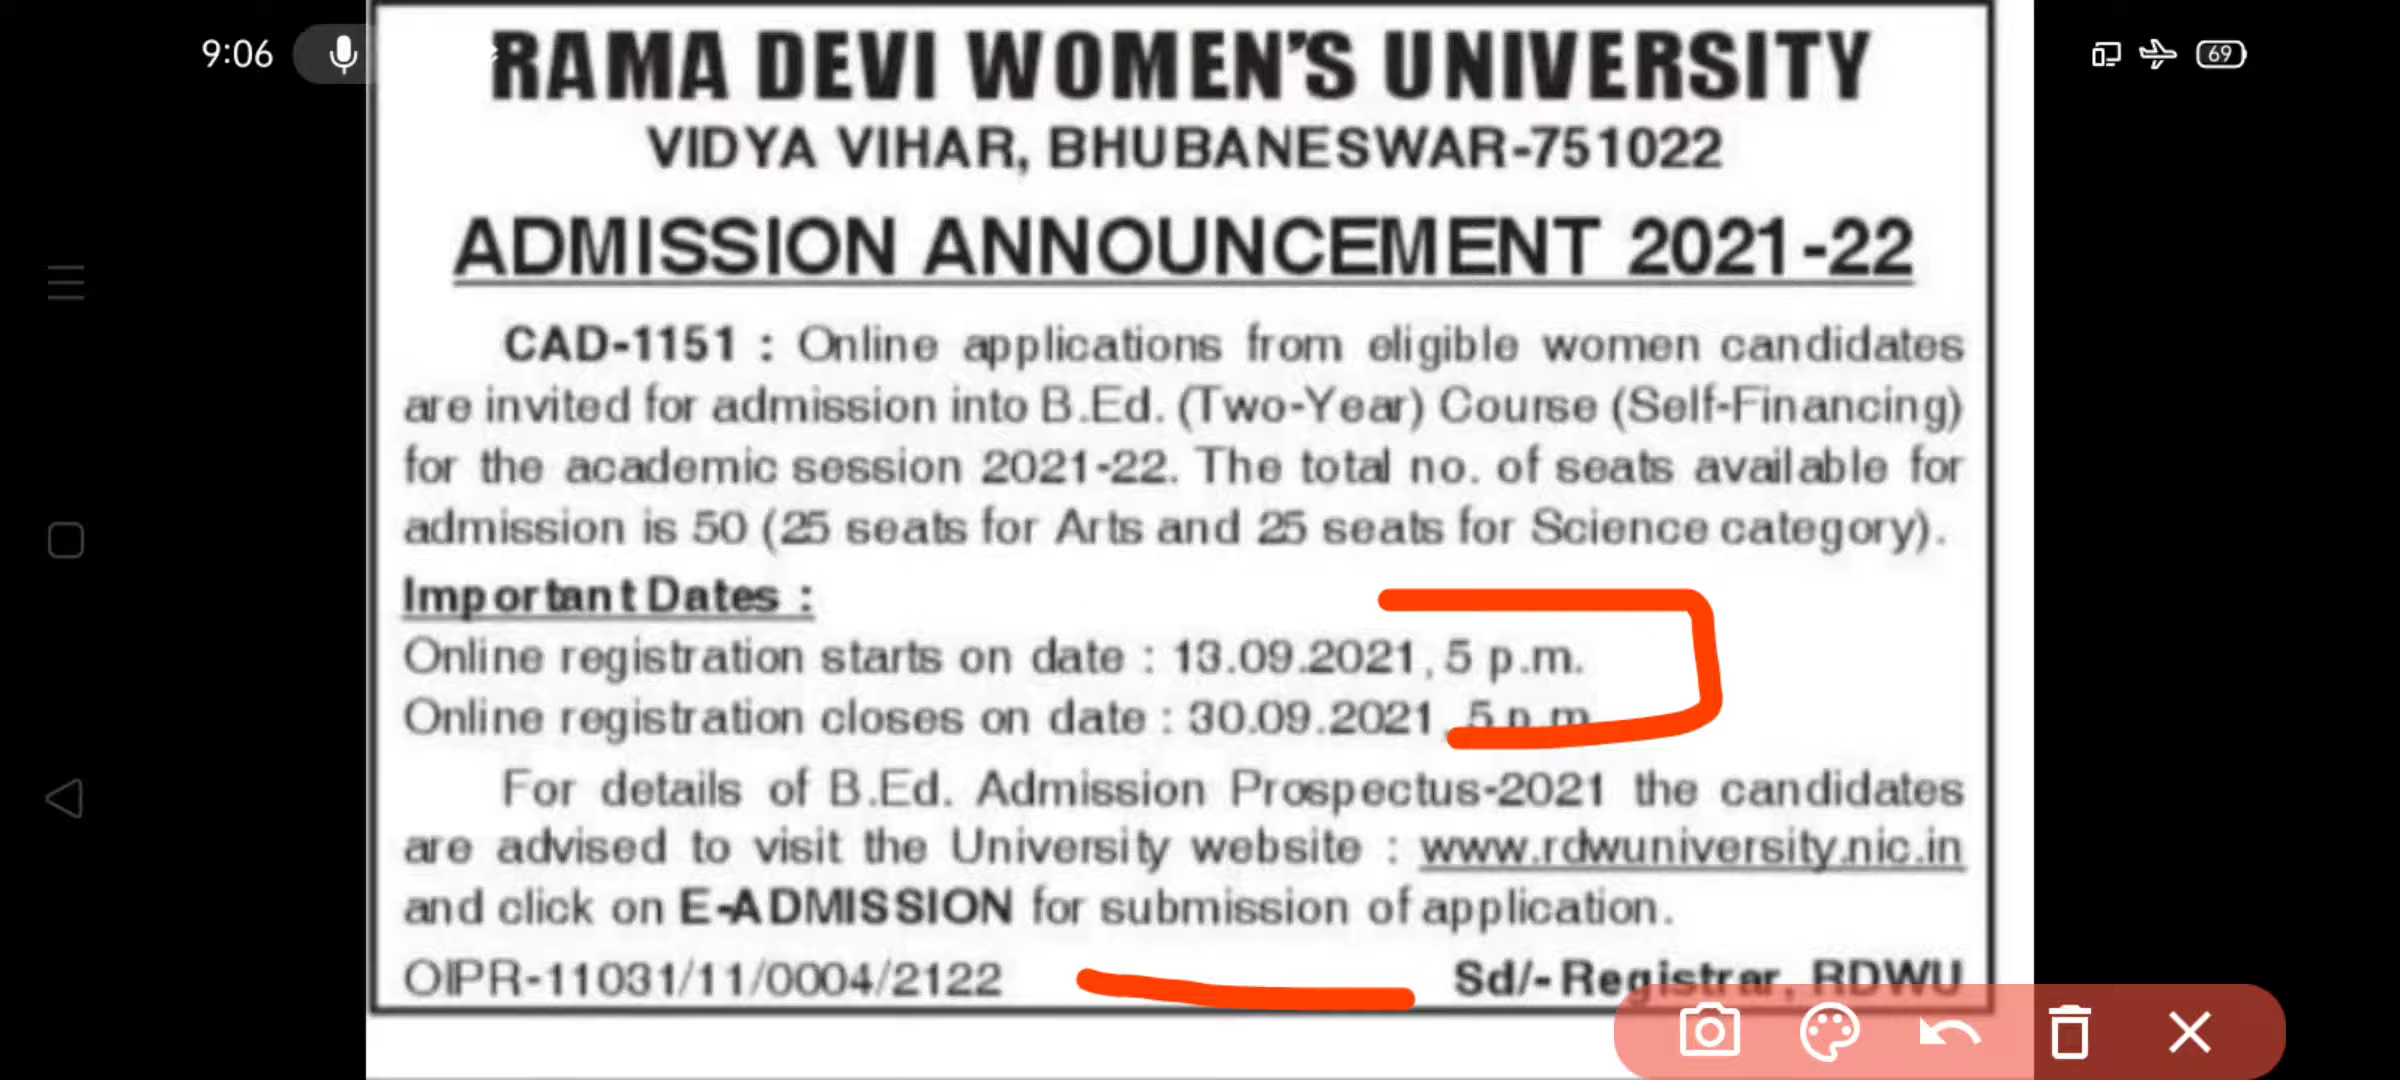 9:06
69
RAMA DEVI WOMEN'S UNIVERSITY
VIDYA VIHAR, BHUBANESWAR-751022
ADMISSION ANNOUNCEMENT 2021-22
CAD-1151 : Online applications from eligible women candidates
are invited for admission into B.Ed. (Two-Year) Course (Self-Financing)
for the academic session 2021-22. The total no. of seats available for
admission is 50 (25 seats for Arts and 25 seats for Science category).
Important Dates :
Online registration starts on date : 13.09.2021, 5 p.m.
Online registration closes on date : 30.09.2021, 5 p.m.
For details of B.Ed. Admission Prospectus-2021 the candidates
are advised to visit the University website : www.rdwuniversity.nic.in
and click on E-ADMISSION for submission of application.
OIPR-11031/11/0004/2122
Sd/- Registrar, RDWU